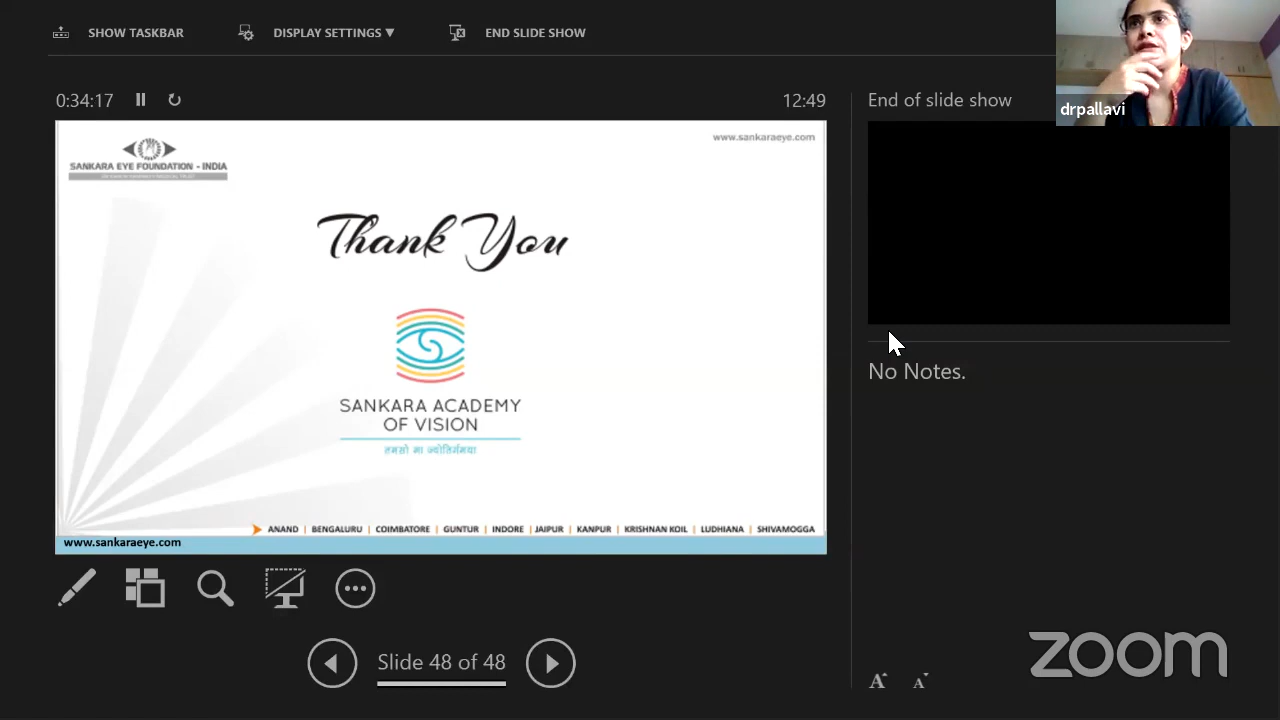 SHOW TASKBAR
DISPLAY SETTINGS ▼
END SLIDE SHOW
drpallavi
0:34:17
12:49
End of slide show
www.sankaraeye.com
SANKARA EYE FOUNDATION - INDIA
Thank You
SANKARA ACADEMY
OF VISION
तमसो मा ज्योतिर्गमया
ANAND | BENGALURU | COIMBATORE | GUNTUR | INDORE | JAIPUR | KANPUR | KRISHNAN KOIL | LUDHIANA | SHIVAMOGGA
www.sankaraeye.com
No Notes.
Slide 48 of 48
A A
zoom